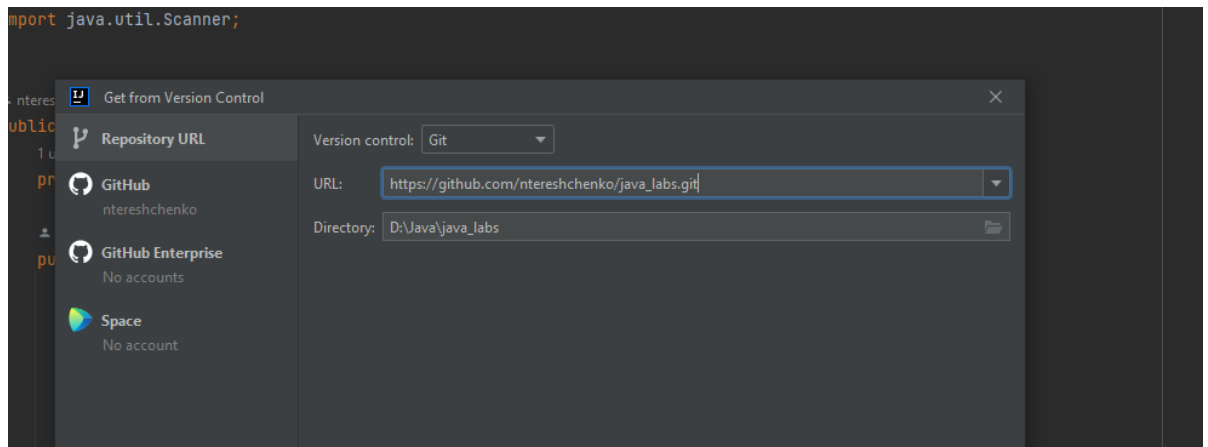 mport java.util.Scanner;
nteres
Get from Version Control
ublic
Repository URL
Version control: Git
1 u
pr
GitHub
URL: https://github.com/ntereshchenko/java_labs.git
ntereshchenko
Directory: D:\Java\java_labs
pu
GitHub Enterprise
No accounts
Space
No account